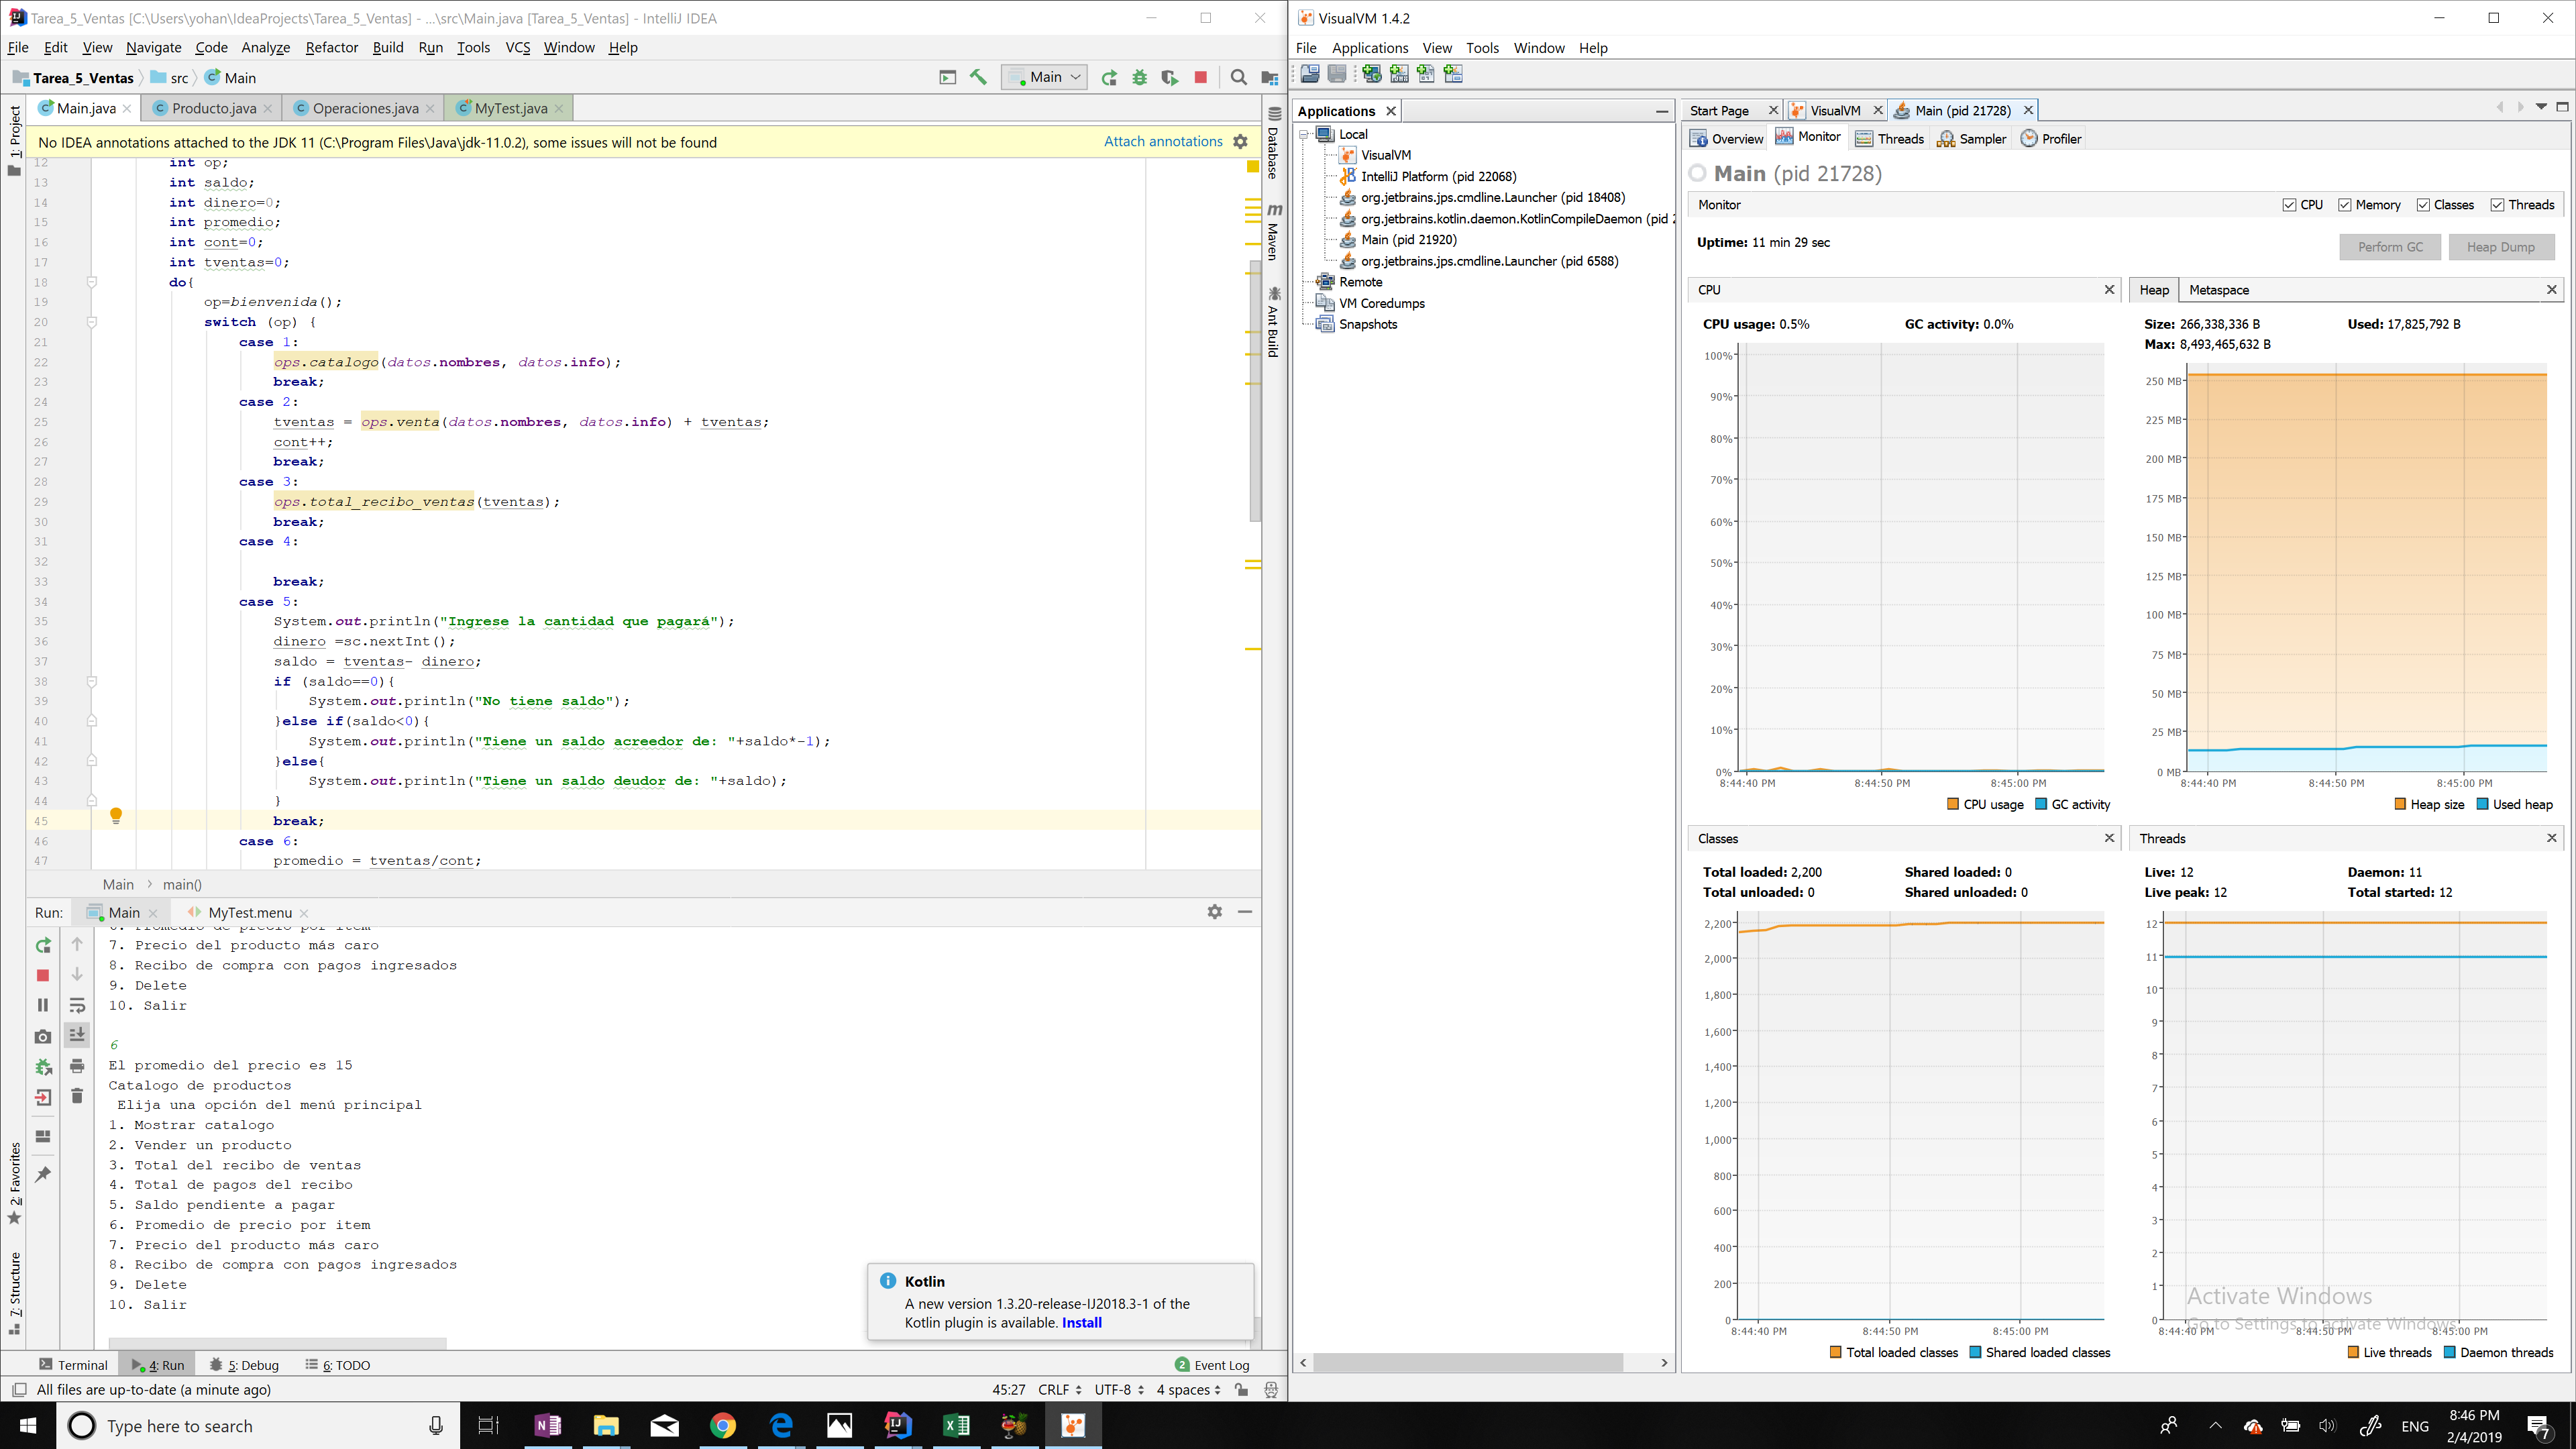 Tarea_5_Ventas [C:\Users\yohan\IdeaProjects\Tarea_5_Ventas] - ...\src\Main.java [Tarea_5_Ventas] - IntelliJ IDEA
File Edit View Navigate Code Analyze Refactor Build Run Tools VCS Window Help
Tarea_5_Ventas src Main
Main
Main.java Producto.java Operaciones.java MyTest.java
No IDEA annotations attached to the JDK 11 (C:\Program Files\Java\jdk-11.0.2), some issues will not be found
Attach annotations
1: Project
2: Favorites
7: Structure
Database
Maven
Ant Build
12 int op;
13 int saldo;
14 int dinero=0;
15 int promedio;
16 int cont=0;
17 int tventas=0;
18 do{
19 op=bienvenida();
20 switch (op) {
21 case 1:
22 ops.catalogo(datos.nombres, datos.info);
23 break;
24 case 2:
25 tventas = ops.venta(datos.nombres, datos.info) + tventas;
26 cont++;
27 break;
28 case 3:
29 ops.total_recibo_ventas(tventas);
30 break;
31 case 4:
32
33 break;
34 case 5:
35 System.out.println("Ingrese la cantidad que pagará");
36 dinero =sc.nextInt();
37 saldo = tventas- dinero;
38 if (saldo==0){
39 System.out.println("No tiene saldo");
40 }else if(saldo<0){
41 System.out.println("Tiene un saldo acreedor de: "+saldo*-1);
42 }else{
43 System.out.println("Tiene un saldo deudor de: "+saldo);
44 }
45 break;
46 case 6:
47 promedio = tventas/cont;
Main main()
Run: Main MyTest.menu
6. Promedio de precio por item
7. Precio del producto más caro
8. Recibo de compra con pagos ingresados
9. Delete
10. Salir
6
El promedio del precio es 15
Catalogo de productos
Elija una opción del menú principal
1. Mostrar catalogo
2. Vender un producto
3. Total del recibo de ventas
4. Total de pagos del recibo
5. Saldo pendiente a pagar
6. Promedio de precio por item
7. Precio del producto más caro
8. Recibo de compra con pagos ingresados
9. Delete
10. Salir
Kotlin
A new version 1.3.20-release-IJ2018.3-1 of the
Kotlin plugin is available. Install
Terminal 4: Run 5: Debug 6: TODO
2 Event Log
All files are up-to-date (a minute ago)
45:27 CRLF UTF-8 4 spaces
VisualVM 1.4.2
File Applications View Tools Window Help
Applications
Local
VisualVM
IntelliJ Platform (pid 22068)
org.jetbrains.jps.cmdline.Launcher (pid 18408)
org.jetbrains.kotlin.daemon.KotlinCompileDaemon (pid
Main (pid 21920)
org.jetbrains.jps.cmdline.Launcher (pid 6588)
Remote
VM Coredumps
Snapshots
Start Page VisualVM Main (pid 21728)
Overview Monitor Threads Sampler Profiler
Main (pid 21728)
Monitor
CPU Memory Classes Threads
Uptime: 11 min 29 sec
Perform GC Heap Dump
CPU
CPU usage: 0.5% GC activity: 0.0%
100%
90%
80%
70%
60%
50%
40%
30%
20%
10%
0%
8:44:40 PM 8:44:50 PM 8:45:00 PM
CPU usage GC activity
Heap Metaspace
Size: 266,338,336 B Used: 17,825,792 B
Max: 8,493,465,632 B
250 MB
225 MB
200 MB
175 MB
150 MB
125 MB
100 MB
75 MB
50 MB
25 MB
0 MB
8:44:40 PM 8:44:50 PM 8:45:00 PM
Heap size Used heap
Classes
Total loaded: 2,200 Shared loaded: 0
Total unloaded: 0 Shared unloaded: 0
2,200
2,000
1,800
1,600
1,400
1,200
1,000
800
600
400
200
0
8:44:40 PM 8:44:50 PM 8:45:00 PM
Total loaded classes Shared loaded classes
Threads
Live: 12 Daemon: 11
Live peak: 12 Total started: 12
12
11
10
9
8
7
6
5
4
3
2
1
0
8:44:40 PM 8:44:50 PM 8:45:00 PM
Live threads Daemon threads
Activate Windows
Go to Settings to activate Windows.
Type here to search
ENG
8:46 PM
2/4/2019
7